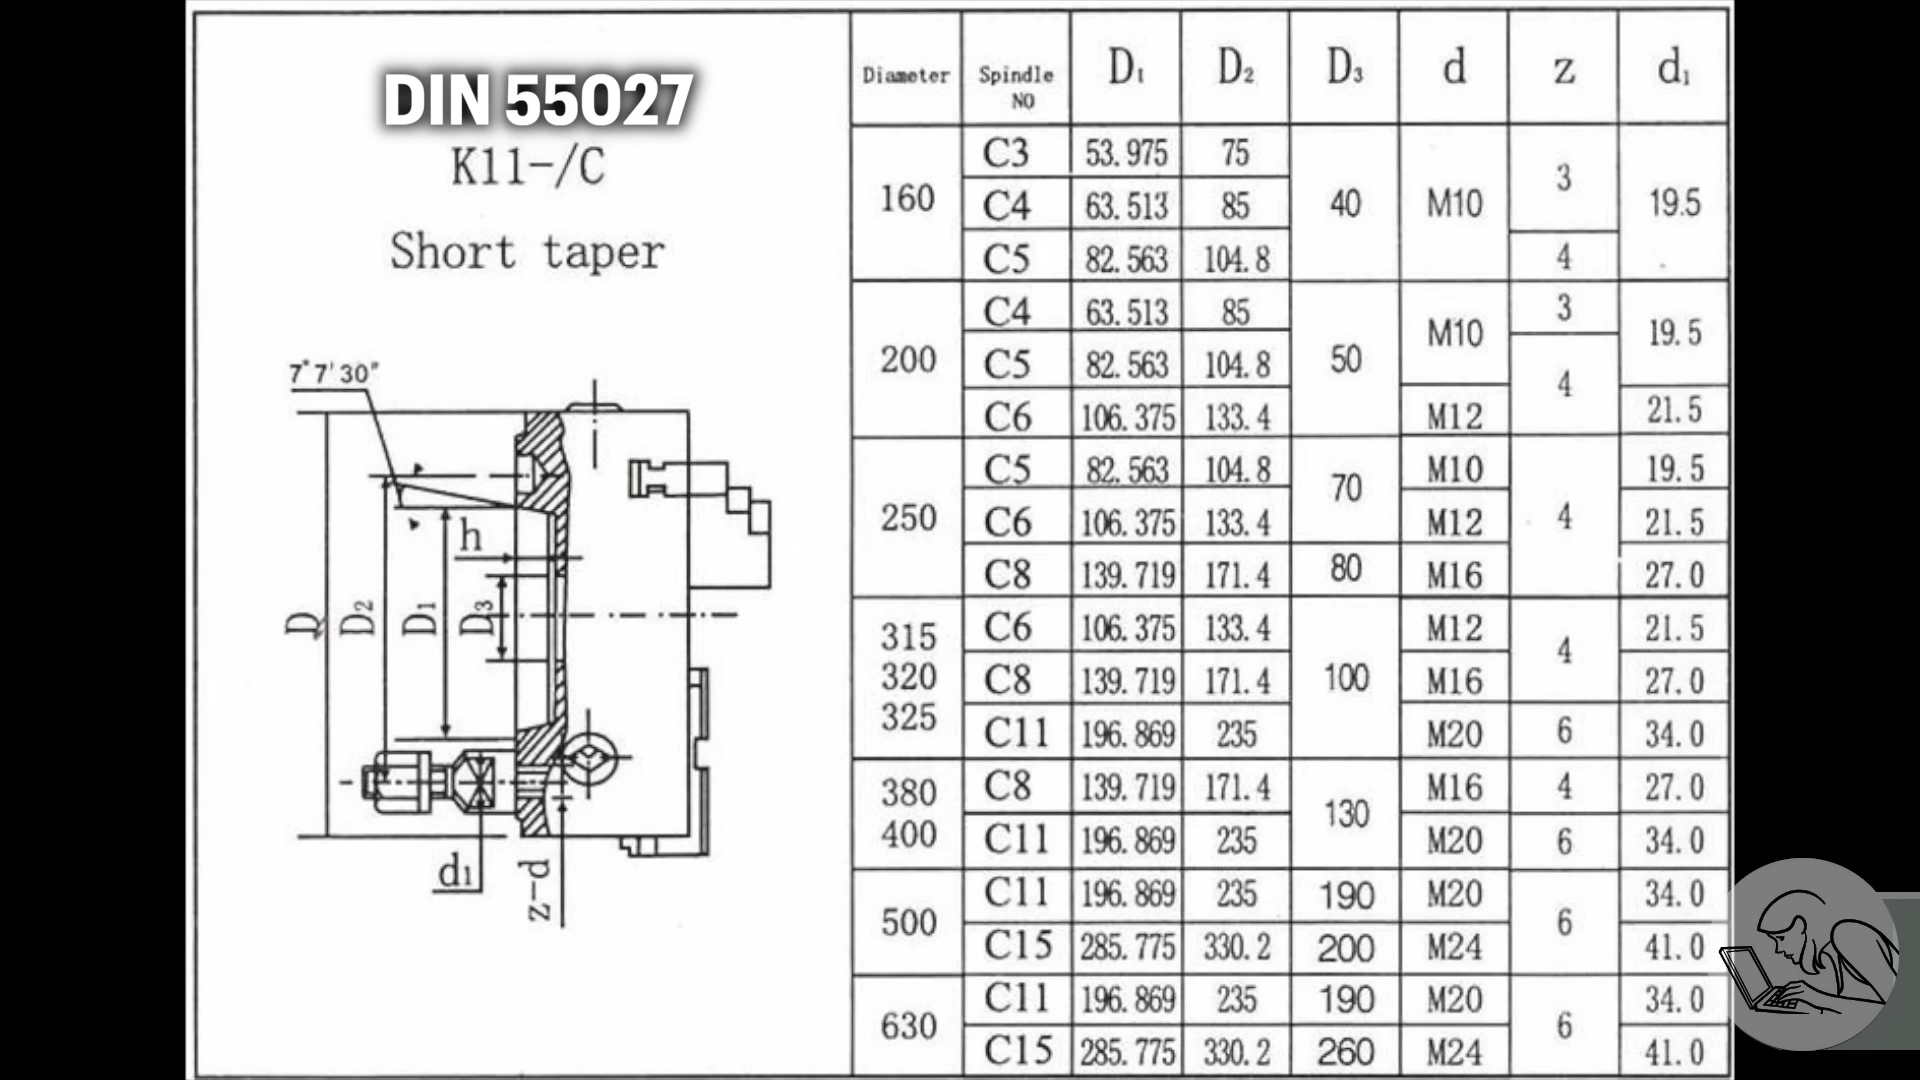 DIN 55027
K11-/C
Short taper
7°7'30"
h
D
D2
D1
D3
d1
z-d
Diameter Spindle NO D1 D2 D3 d z d1
160 C3 53.975 75 40 M10 3 19.5
C4 63.513 85
C5 82.563 104.8 4
200 C4 63.513 85 50 M10 3 19.5
C5 82.563 104.8 4
C6 106.375 133.4 M12 21.5
250 C5 82.563 104.8 70 M10 4 19.5
C6 106.375 133.4 M12 21.5
C8 139.719 171.4 80 M16 27.0
315 320 325 C6 106.375 133.4 100 M12 4 21.5
C8 139.719 171.4 M16 27.0
C11 196.869 235 M20 6 34.0
380 400 C8 139.719 171.4 130 M16 4 27.0
C11 196.869 235 M20 6 34.0
500 C11 196.869 235 190 M20 6 34.0
C15 285.775 330.2 200 M24 41.0
630 C11 196.869 235 190 M20 6 34.0
C15 285.775 330.2 260 M24 41.0